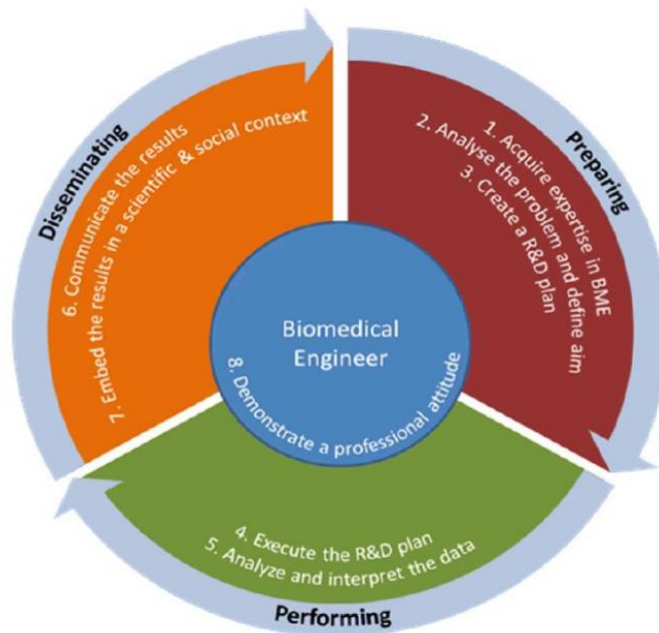 Preparing
1. Acquire expertise in BME
2. Analyse the problem and define aim
3. Create a R&D plan
Performing
4. Execute the R&D plan
5. Analyze and interpret the data
Disseminating
6. Communicate the results
7. Embed the results in a scientific & social context
Biomedical
Engineer
8. Demonstrate a professional attitude